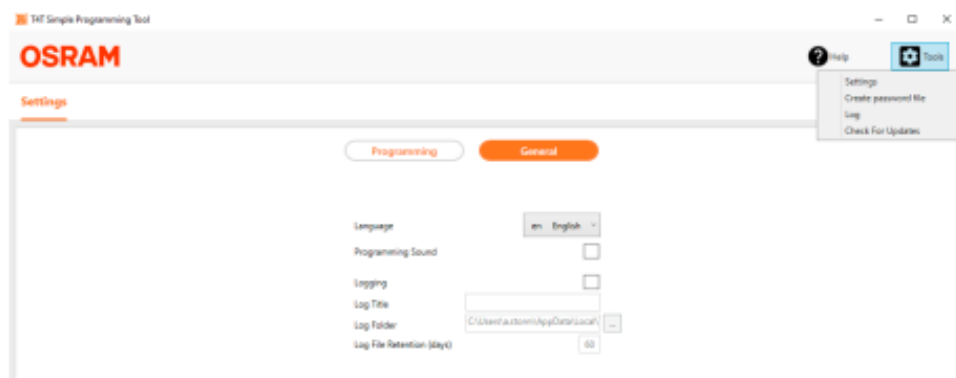 T4T Simple Programming Tool
OSRAM
Help
Tools
Settings
Create password file
Log
Check For Updates
Settings
Programming
General
Language
en English
Programming Sound
Logging
Log Title
Log Folder
...
Log File Retention (days)
60